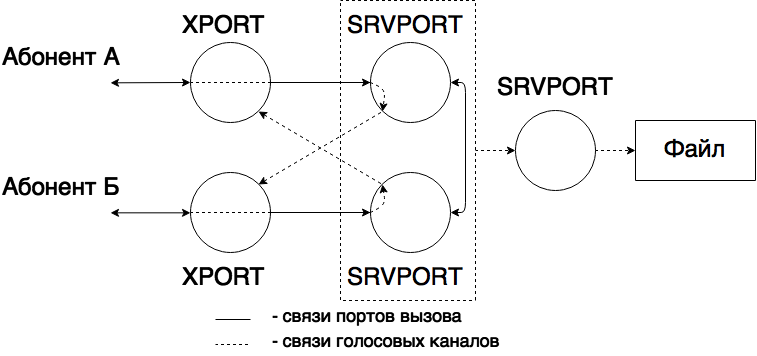 XPORT
SRVPORT
Абонент А
SRVPORT
Файл
Абонент Б
XPORT
SRVPORT
- связи портов вызова
- связи голосовых каналов